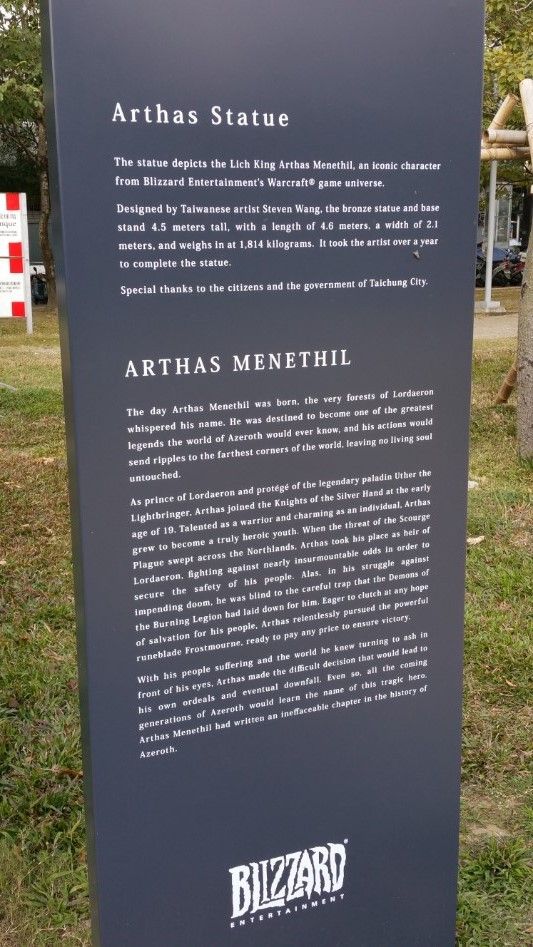 Arthas Statue
The statue depicts the Lich King Arthas Menethil, an iconic character
from Blizzard Entertainment's Warcraft® game universe.
Designed by Taiwanese artist Steven Wang, the bronze statue and base
stand 4.5 meters tall, with a length of 4.6 meters, a width of 2.1
meters, and weighs in at 1,814 kilograms. It took the artist over a year
to complete the statue.
Special thanks to the citizens and the government of Taichung City.
ARTHAS MENETHIL
The day Arthas Menethil was born, the very forests of Lordaeron
whispered his name. He was destined to become one of the greatest
legends the world of Azeroth would ever know, and his actions would
send ripples to the farthest corners of the world, leaving no living soul
untouched.
As prince of Lordaeron and protégé of the legendary paladin Uther the
Lightbringer, Arthas joined the Knights of the Silver Hand at the early
age of 19. Talented as a warrior and charming as an individual, Arthas
grew to become a truly heroic youth. When the threat of the Scourge
Plague swept across the Northlands, Arthas took his place as heir of
Lordaeron, fighting against nearly insurmountable odds in order to
secure the safety of his people. Alas, in his struggle against
impending doom, he was blind to the careful trap that the Demons of
the Burning Legion had laid down for him. Eager to clutch at any hope
of salvation for his people, Arthas relentlessly pursued the powerful
runeblade Frostmourne, ready to pay any price to ensure victory.
With his people suffering and the world he knew turning to ash in
front of his eyes, Arthas made the difficult decision that would lead to
his own ordeals and eventual downfall. Even so, all the coming
generations of Azeroth would learn the name of this tragic hero.
Arthas Menethil had written an ineffaceable chapter in the history of
Azeroth.
BLIZZARD®
ENTERTAINMENT